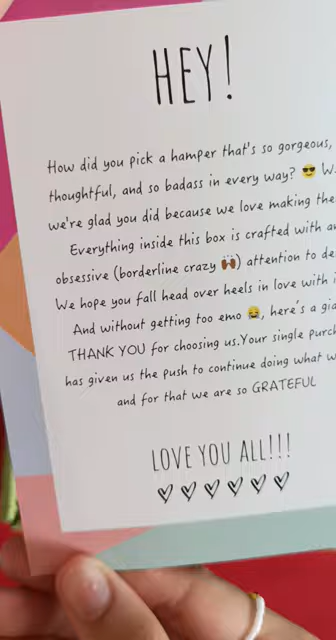 HEY!
How did you pick a hamper that's so gorgeous,
thoughtful, and so badass in every way? 😎
we're glad you did because we love making
Everything inside this box is crafted with
obsessive (borderline crazy 🙌🏾) attention to
We hope you fall head over heels in love with
And without getting too emo 😂, here's a
THANK YOU for choosing us.Your single
has given us the push to continue doing what
and for that we are so GRATEFUL
LOVE YOU ALL!!!
♡♡♡♡♡♡